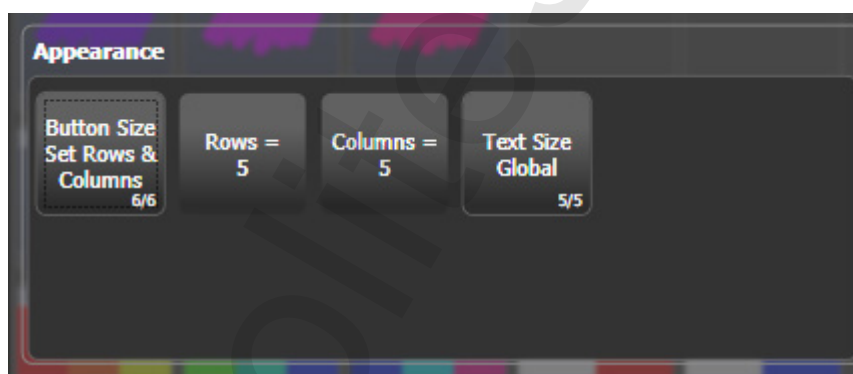 Appearance
Button Size
Set Rows &
Columns
6/6
Rows =
5
Columns =
5
Text Size
Global
5/5